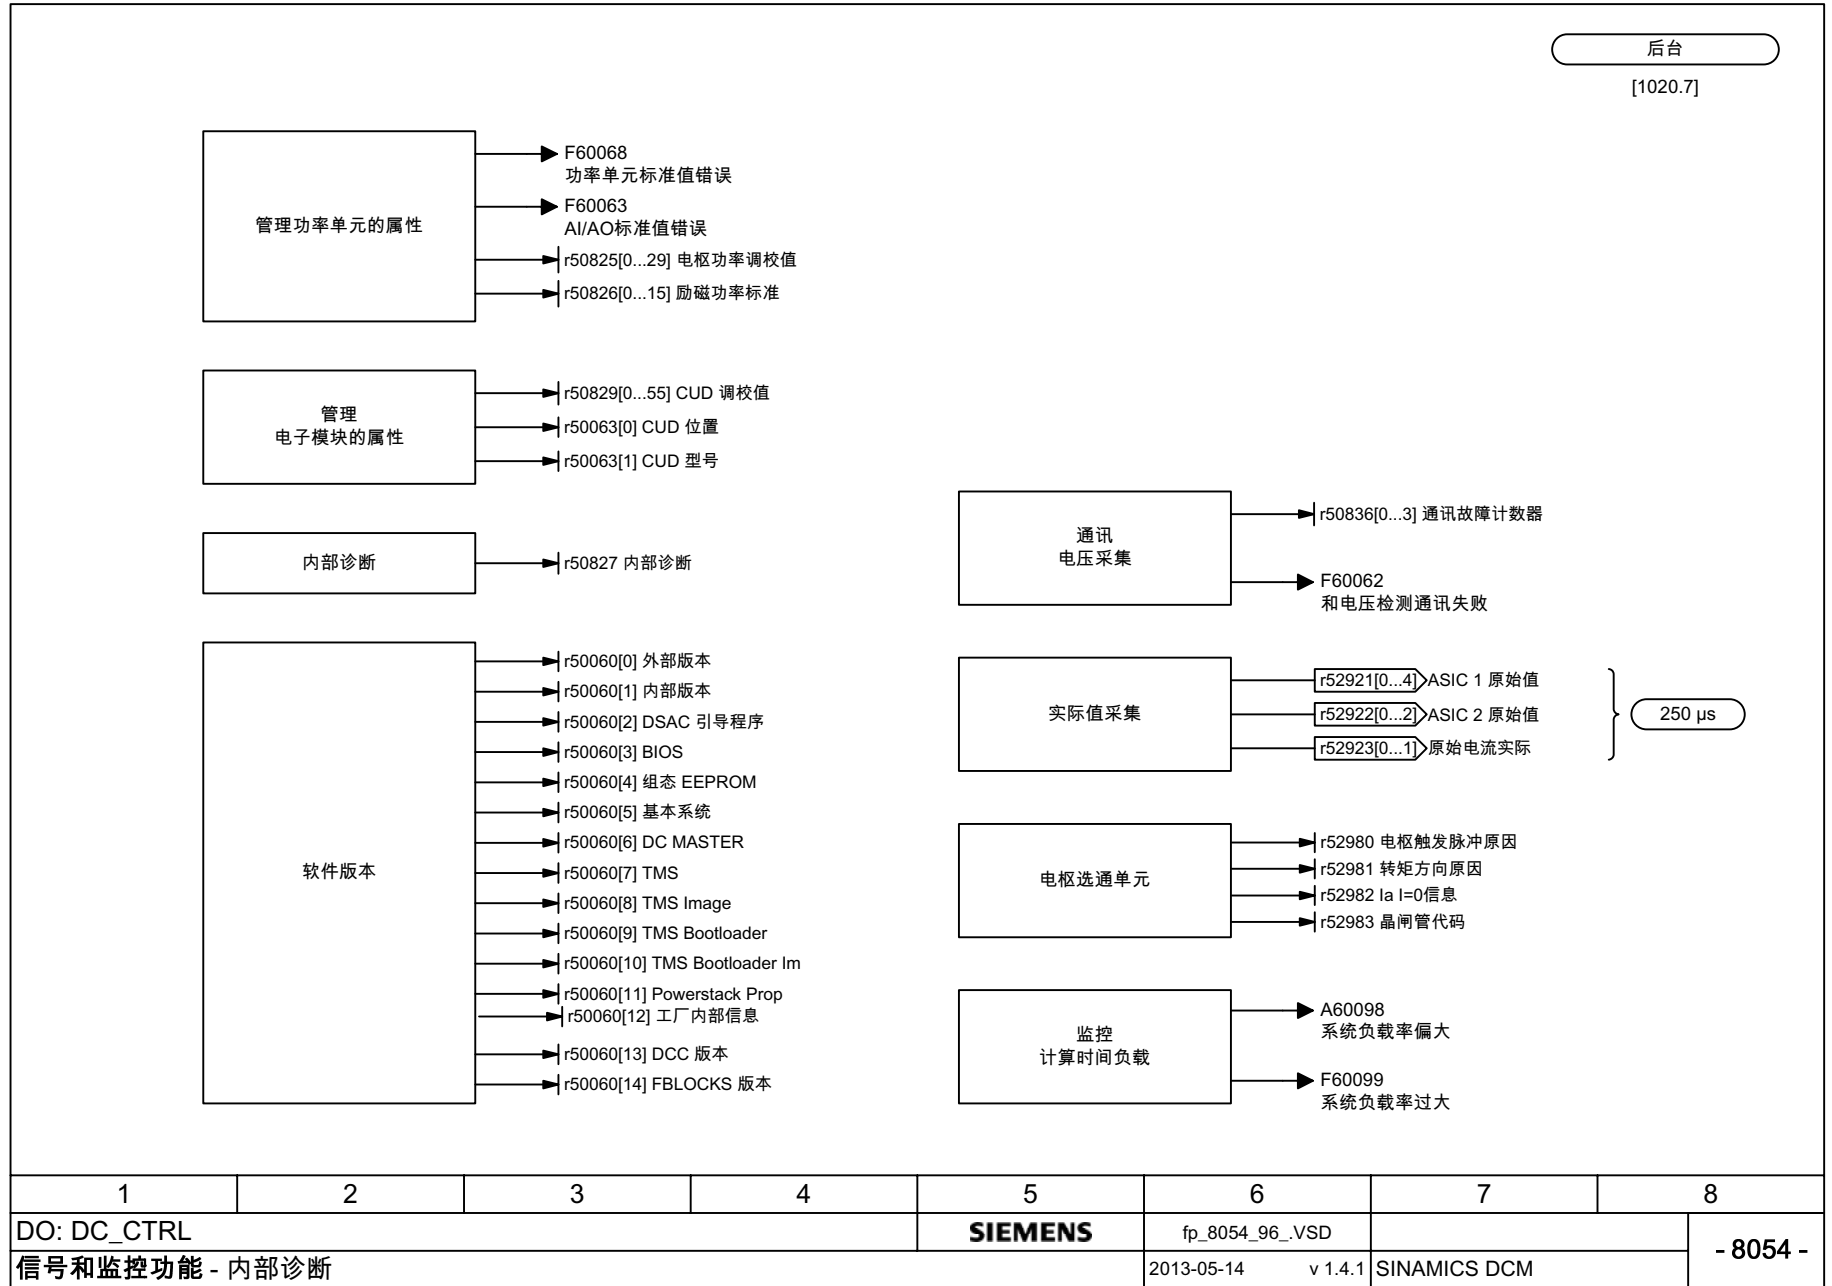 后台
[1020.7]
管理功率单元的属性
F60068
功率单元标准值错误
F60063
AI/AO标准值错误
r50825[0...29] 电枢功率调校值
r50826[0...15] 励磁功率标准
管理
电子模块的属性
r50829[0...55] CUD 调校值
r50063[0] CUD 位置
r50063[1] CUD 型号
内部诊断
r50827 内部诊断
软件版本
r50060[0] 外部版本
r50060[1] 内部版本
r50060[2] DSAC 引导程序
r50060[3] BIOS
r50060[4] 组态 EEPROM
r50060[5] 基本系统
r50060[6] DC MASTER
r50060[7] TMS
r50060[8] TMS Image
r50060[9] TMS Bootloader
r50060[10] TMS Bootloader Im
r50060[11] Powerstack Prop
r50060[12] 工厂内部信息
r50060[13] DCC 版本
r50060[14] FBLOCKS 版本
通讯
电压采集
r50836[0...3] 通讯故障计数器
F60062
和电压检测通讯失败
实际值采集
r52921[0...4] ASIC 1 原始值
r52922[0...2] ASIC 2 原始值
r52923[0...1] 原始电流实际
250 µs
电枢选通单元
r52980 电枢触发脉冲原因
r52981 转矩方向原因
r52982 Ia I=0信息
r52983 晶闸管代码
监控
计算时间负载
A60098
系统负载率偏大
F60099
系统负载率过大
1 2 3 4 5 6 7 8
DO: DC_CTRL
SIEMENS
fp_8054_96_.VSD
- 8054 -
信号和监控功能 - 内部诊断
2013-05-14 v 1.4.1 SINAMICS DCM